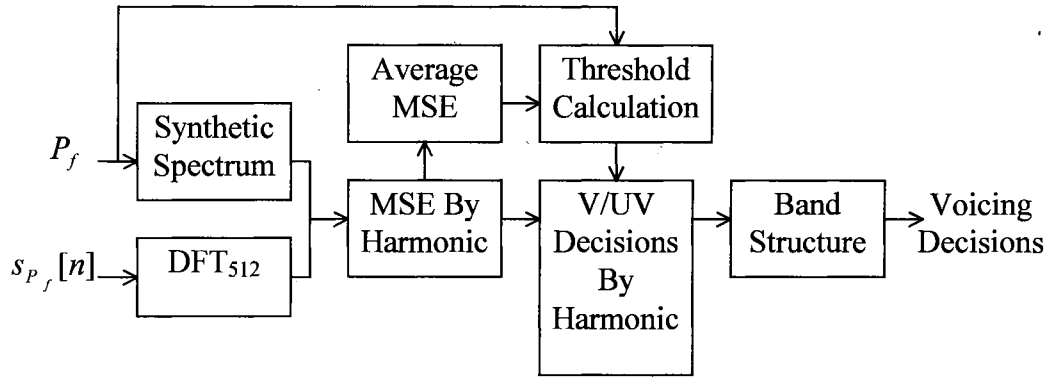 Average
MSE
Threshold
Calculation
P_f
Synthetic
Spectrum
s_{P_f}[n]
DFT₅₁₂
MSE By
Harmonic
V/UV
Decisions
By
Harmonic
Band
Structure
Voicing
Decisions